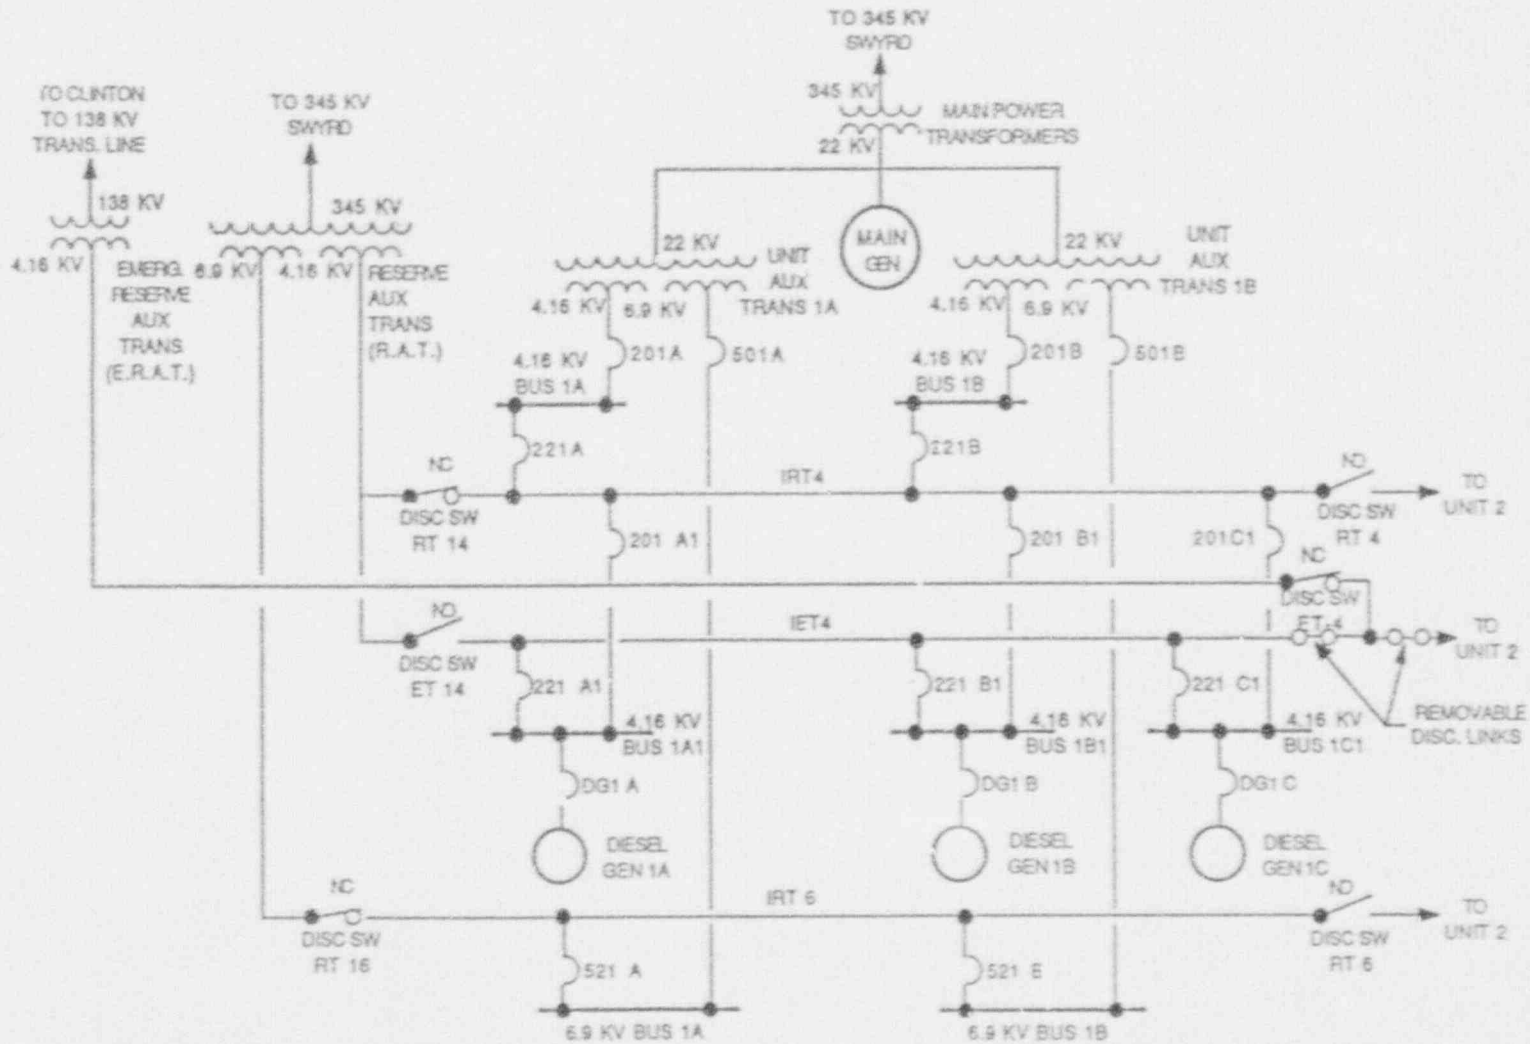 TO 345 KV
SWYRD
345 KV
MAIN POWER
TRANSFORMERS
22 KV
TO CLINTON
TO 138 KV
TRANS. LINE
138 KV
4.16 KV
EMERG.
RESERVE
AUX
TRANS
(E.R.A.T.)
TO 345 KV
SWYRD
345 KV
6.9 KV
4.16 KV
RESERVE
AUX
TRANS
(R.A.T.)
22 KV
UNIT
AUX
TRANS 1A
4.16 KV
6.9 KV
MAIN
GEN
22 KV
UNIT
AUX
TRANS 1B
4.16 KV
6.9 KV
4.16 KV
BUS 1A
201A
501A
4.16 KV
BUS 1B
201B
501B
221A
221B
NC
DISC SW
RT 14
IRT4
NO
DISC SW
RT 4
TO
UNIT 2
201 A1
201 B1
201C1
NC
DISC SW
ET-4
NO
DISC SW
ET 14
IET4
TO
UNIT 2
221 A1
221 B1
221 C1
REMOVABLE
DISC. LINKS
4.16 KV
BUS 1A1
4.16 KV
BUS 1B1
4.16 KV
BUS 1C1
DG1 A
DG1 B
DG1 C
DIESEL
GEN 1A
DIESEL
GEN 1B
DIESEL
GEN 1C
NC
DISC SW
RT 16
IRT 6
NO
DISC SW
RT 6
TO
UNIT 2
521 A
521 B
6.9 KV BUS 1A
6.9 KV BUS 1B